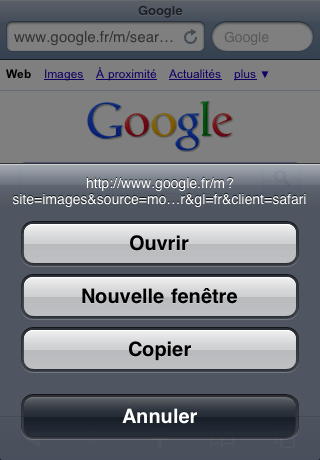 Google
www.google.fr/m/sear...
Google
Web Images À proximité Actualités plus ▼
Google
http://www.google.fr/m?
site=images&source=mo...r&gl=fr&client=safari
Ouvrir
Nouvelle fenêtre
Copier
Annuler